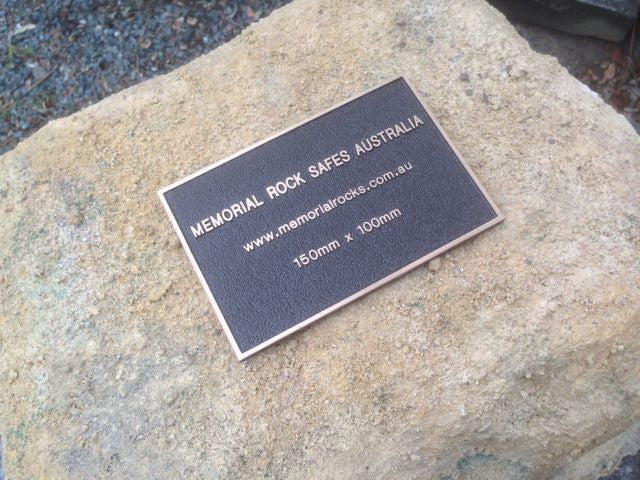 MEMORIAL ROCK SAFES AUSTRALIA
www.memorialrocks.com.au
150mm x 100mm